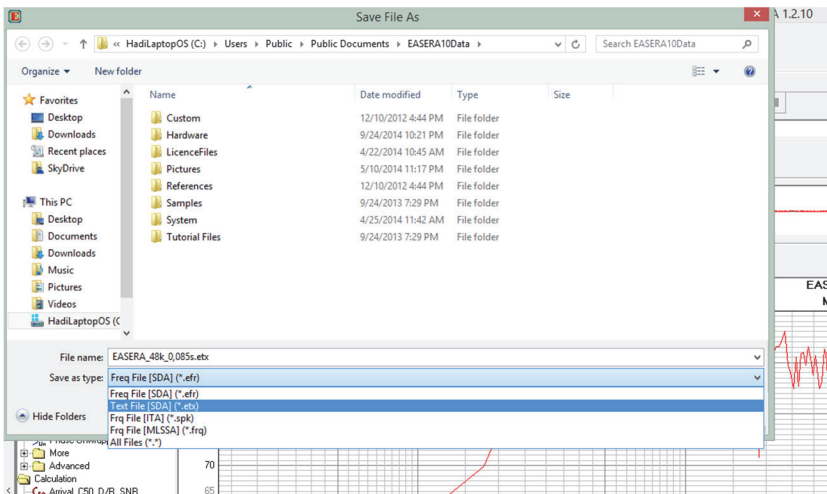 Save File As
A 1.2.10
« HadiLaptopOS (C:) Users Public Public Documents EASERA10Data
Search EASERA10Data
Organize New folder
Name Date modified Type Size
Favorites
Desktop
Downloads
Recent places
SkyDrive
This PC
Desktop
Documents
Downloads
Music
Pictures
Videos
HadiLaptopOS (C
Custom 12/10/2012 4:44 PM File folder
Hardware 9/24/2014 10:21 PM File folder
LicenceFiles 4/22/2014 10:45 AM File folder
Pictures 5/10/2014 11:17 PM File folder
References 12/10/2012 4:44 PM File folder
Samples 9/24/2013 7:29 PM File folder
System 4/25/2014 11:42 AM File folder
Tutorial Files 9/24/2013 7:29 PM File folder
EAS
M
File name: EASERA_48k_0,085s.etx
Save as type: Freq File [SDA] (*.efr)
Freq File [SDA] (*.efr)
Text File [SDA] (*.etx)
Frq File [ITA] (*.spk)
Frq File [MLSSA] (*.frq)
All Files (*.*)
Hide Folders
More
Advanced
Calculation
Arrival, C50, D/R, SNR
70
65